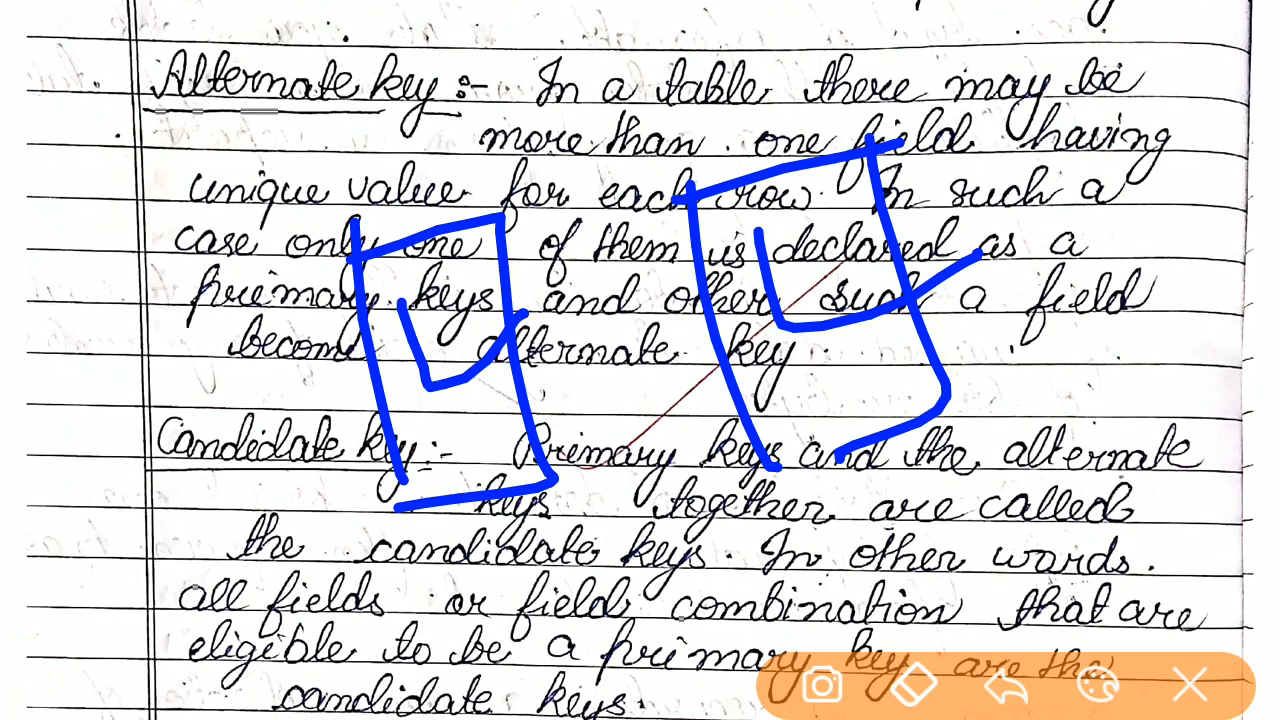 Alternate key :- In a table there may be
more than one field having
unique value for each row. In such a
case only one of them is declared as a
primary keys and other such a field
become alternate key.
Candidate key :- Primary keys and the alternate
keys together are called
the candidate keys. In other words.
all fields or field combination that are
eligible to be a primary key are the
candidate keys.